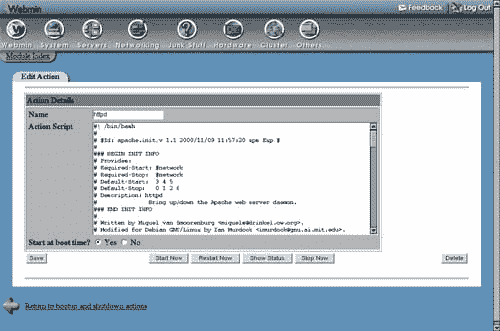 Webmin
Feedback Log Out
Webmin System Servers Networking Junk Stuff Hardware Cluster Others
Module Index
Edit Action
Action Details
Name httpd
Action Script #! /bin/bash
#
# $Id: apache.init.v 1.1 2000/11/09 11:57:20 spm Exp $
#
### BEGIN INIT INFO
# Provides:
# Required-Start: $network
# Required-Stop: $network
# Default-Start: 3 4 5
# Default-Stop: 0 1 2 6
# Description: httpd
# Bring up/down the Apache web server daemon.
### END INIT INFO
#
# Written by Miquel van Smoorenburg <miquels@drinkel.ow.org>.
# Modified for Debian GNU/Linux by Ian Murdock <imurdock@gnu.ai.mit.edu>.
Start at boot time? Yes No
Save Start Now Restart Now Show Status Stop Now Delete
Return to bootup and shutdown actions